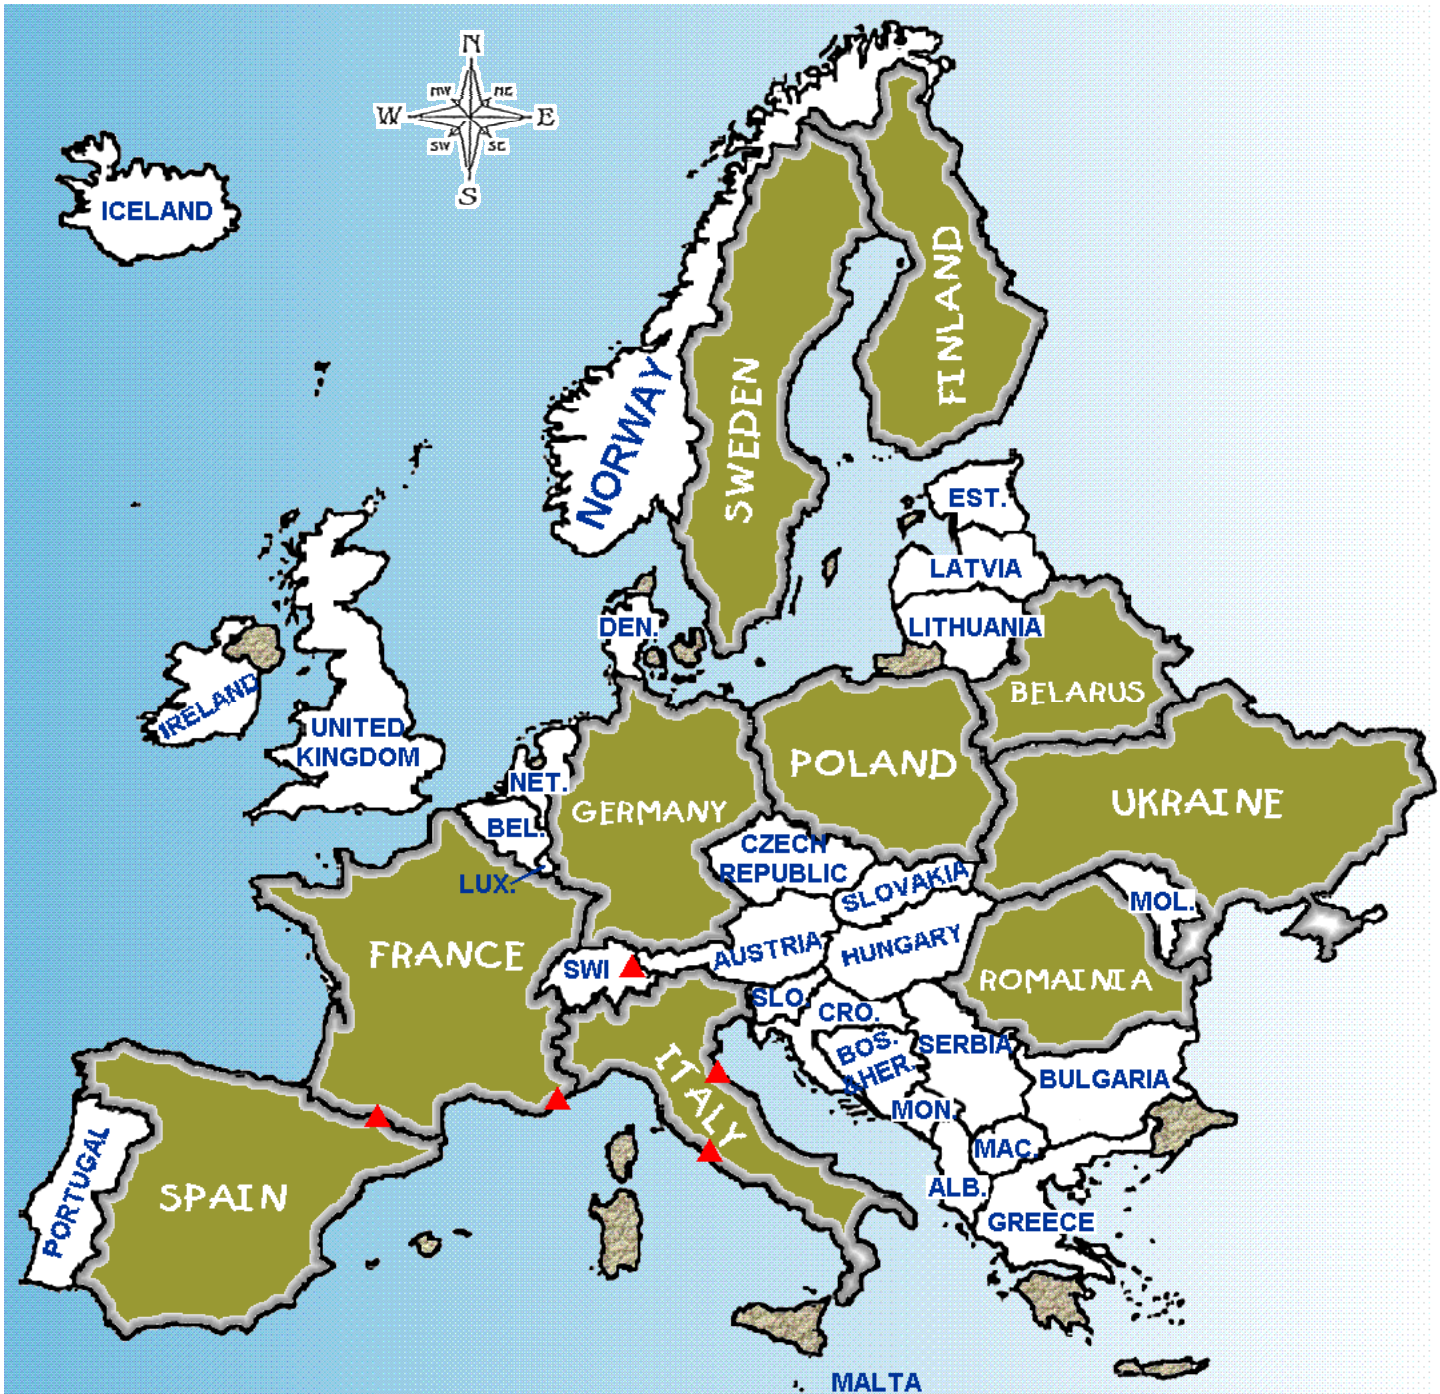 N
NW NE
W E
SW SE
S
ICELAND
FINLAND
NORWAY
SWEDEN
EST.
LATVIA
DEN.
LITHUANIA
IRELAND
BELARUS
UNITED
KINGDOM
POLAND
NET.
GERMANY
UKRAINE
BEL.
CZECH
REPUBLIC
LUX.
SLOVAKIA
MOL.
FRANCE
AUSTRIA
HUNGARY
SWI
ROMAINIA
SLO.
CRO.
SERBIA
BOS.
&HER.
ITALY
BULGARIA
MON.
MAC.
PORTUGAL
SPAIN
ALB.
GREECE
MALTA